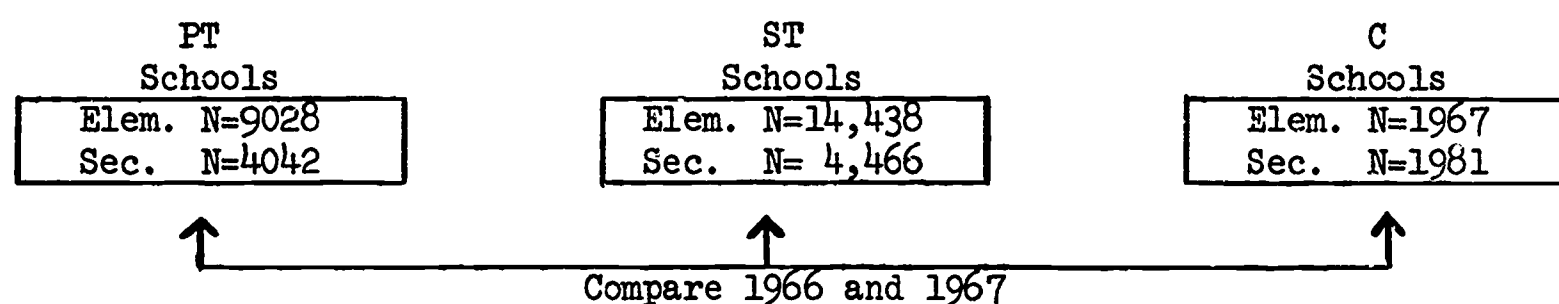 PT ST C
Schools Schools Schools
Elem. N=9028 Elem. N=14,438 Elem. N=1967
Sec. N=4042 Sec. N= 4,466 Sec. N=1981
Compare 1966 and 1967